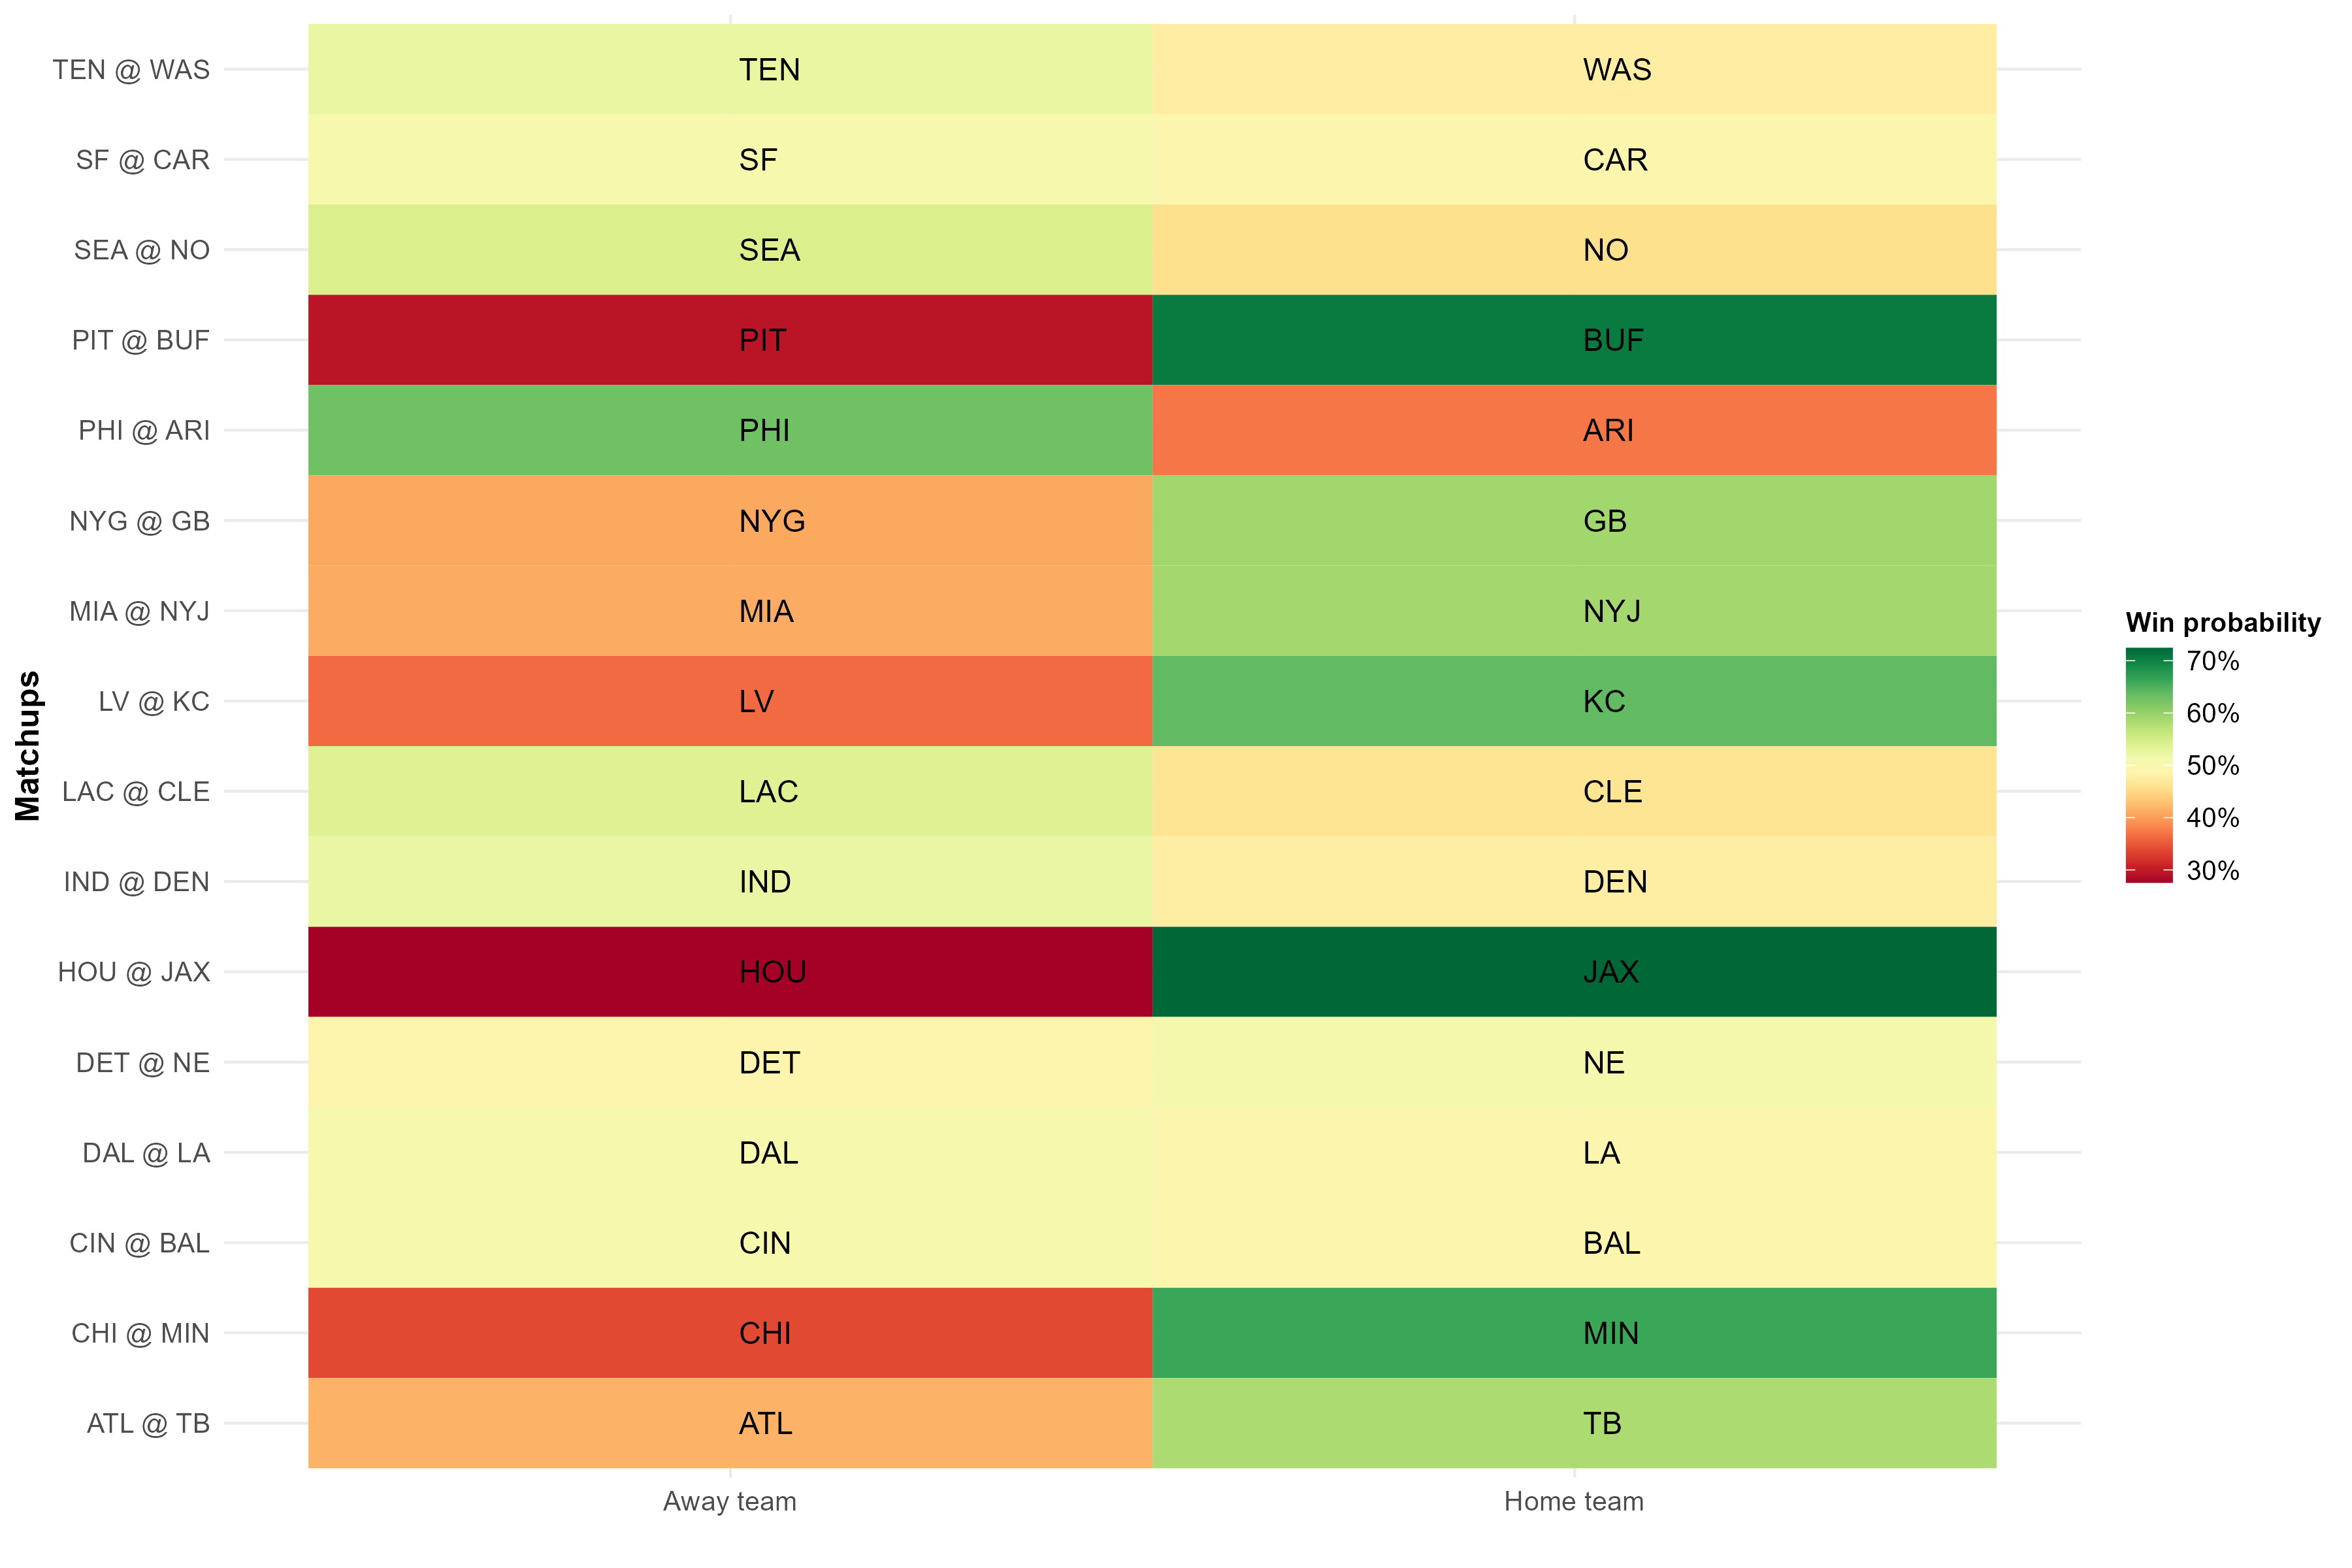 TEN @ WAS TEN WAS
SF @ CAR SF CAR
SEA @ NO SEA NO
PIT @ BUF PIT BUF
PHI @ ARI PHI ARI
NYG @ GB NYG GB
MIA @ NYJ MIA NYJ
LV @ KC LV KC
LAC @ CLE LAC CLE
IND @ DEN IND DEN
HOU @ JAX HOU JAX
DET @ NE DET NE
DAL @ LA DAL LA
CIN @ BAL CIN BAL
CHI @ MIN CHI MIN
ATL @ TB ATL TB
Matchups
Away team Home team
Win probability
70%
60%
50%
40%
30%